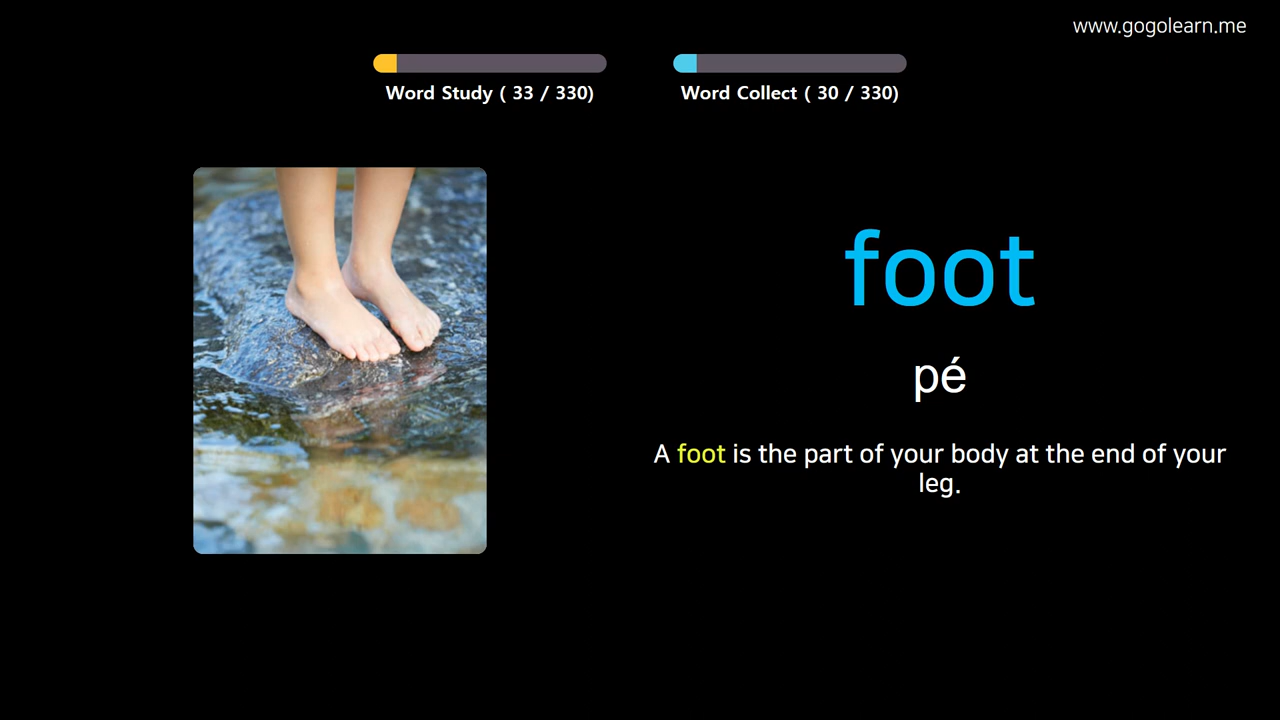 www.gogolearn.me
Word Study ( 33 / 330)
Word Collect ( 30 / 330)
foot
pé
A foot is the part of your body at the end of your
leg.